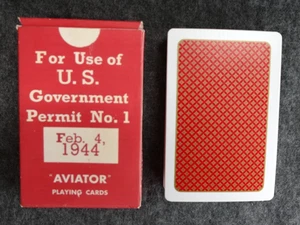 For Use of
U. S.
Government
Permit No. 1
Feb. 4,
1944
"AVIATOR"
PLAYING CARDS